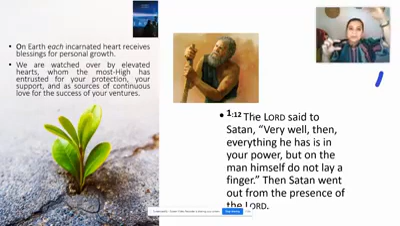 • On Earth each incarnated heart receives
blessings for personal growth.
• We are watched over by elevated
hearts, whom the most-High has
entrusted for your protection, your
support, and as sources of continuous
love for the success of your ventures.
• 1:12 The LORD said to
Satan, “Very well, then,
everything he has is in
your power, but on the
man himself do not lay a
finger.” Then Satan went
out from the presence of
the LORD.